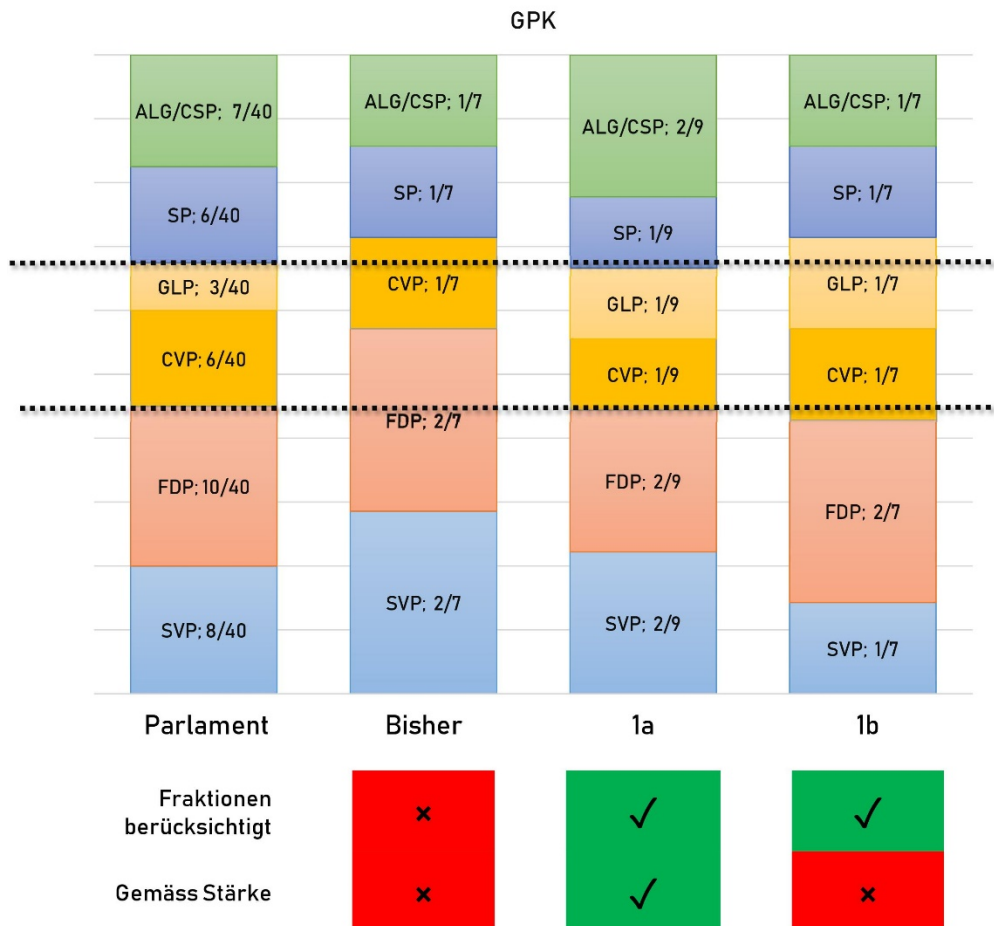 GPK
ALG/CSP; 7/40
SP; 6/40
GLP; 3/40
CVP; 6/40
FDP; 10/40
SVP; 8/40
Parlament
ALG/CSP; 1/7
SP; 1/7
CVP; 1/7
FDP; 2/7
SVP; 2/7
Bisher
ALG/CSP; 2/9
SP; 1/9
GLP; 1/9
CVP; 1/9
FDP; 2/9
SVP; 2/9
1a
ALG/CSP; 1/7
SP; 1/7
GLP; 1/7
CVP; 1/7
FDP; 2/7
SVP; 1/7
1b
Fraktionen
berücksichtigt
× ✓ ✓
Gemäss Stärke
× ✓ ×